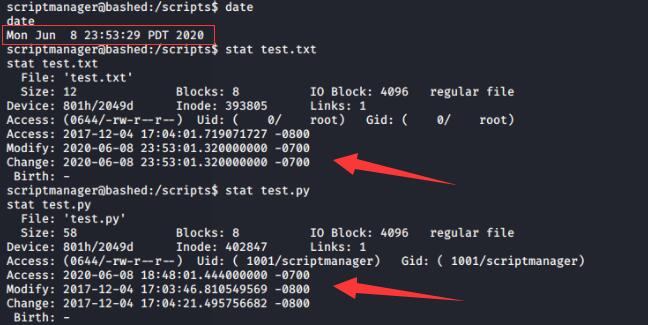 scriptmanager@bashed:/scripts$ date
date
Mon Jun  8 23:53:29 PDT 2020
scriptmanager@bashed:/scripts$ stat test.txt
stat test.txt
  File: 'test.txt'
  Size: 12              Blocks: 8          IO Block: 4096   regular file
Device: 801h/2049d      Inode: 393805      Links: 1
Access: (0644/-rw-r--r--)  Uid: (    0/    root)   Gid: (    0/    root)
Access: 2017-12-04 17:04:01.719071727 -0800
Modify: 2020-06-08 23:53:01.320000000 -0700
Change: 2020-06-08 23:53:01.320000000 -0700
 Birth: -
scriptmanager@bashed:/scripts$ stat test.py
stat test.py
  File: 'test.py'
  Size: 58              Blocks: 8          IO Block: 4096   regular file
Device: 801h/2049d      Inode: 402847      Links: 1
Access: (0644/-rw-r--r--)  Uid: ( 1001/scriptmanager)   Gid: ( 1001/scriptmanager)
Access: 2020-06-08 18:48:01.444000000 -0700
Modify: 2017-12-04 17:03:46.810549569 -0800
Change: 2017-12-04 17:04:21.495756682 -0800
 Birth: -